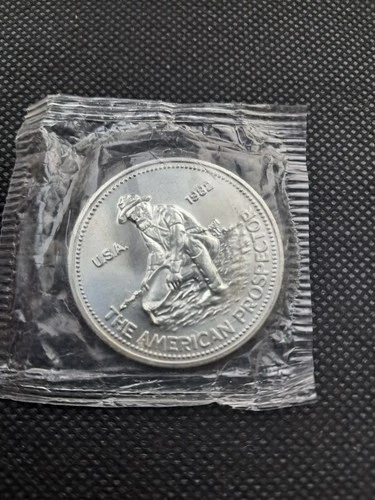 U.S.A. 1982
THE AMERICAN PROSPECTOR